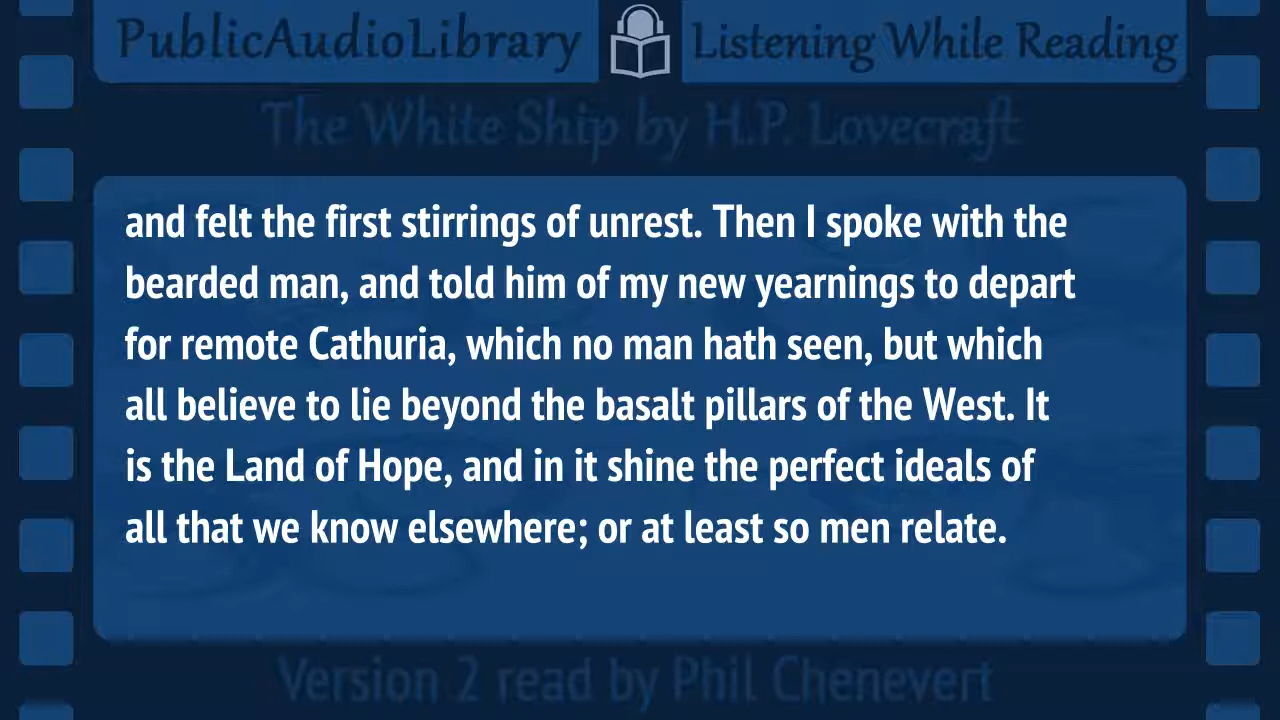 PublicAudioLibrary Listening While Reading
The White Ship by H.P. Lovecraft
and felt the first stirrings of unrest. Then I spoke with the
bearded man, and told him of my new yearnings to depart
for remote Cathuria, which no man hath seen, but which
all believe to lie beyond the basalt pillars of the West. It
is the Land of Hope, and in it shine the perfect ideals of
all that we know elsewhere; or at least so men relate.
Version 2 read by Phil Chenevert